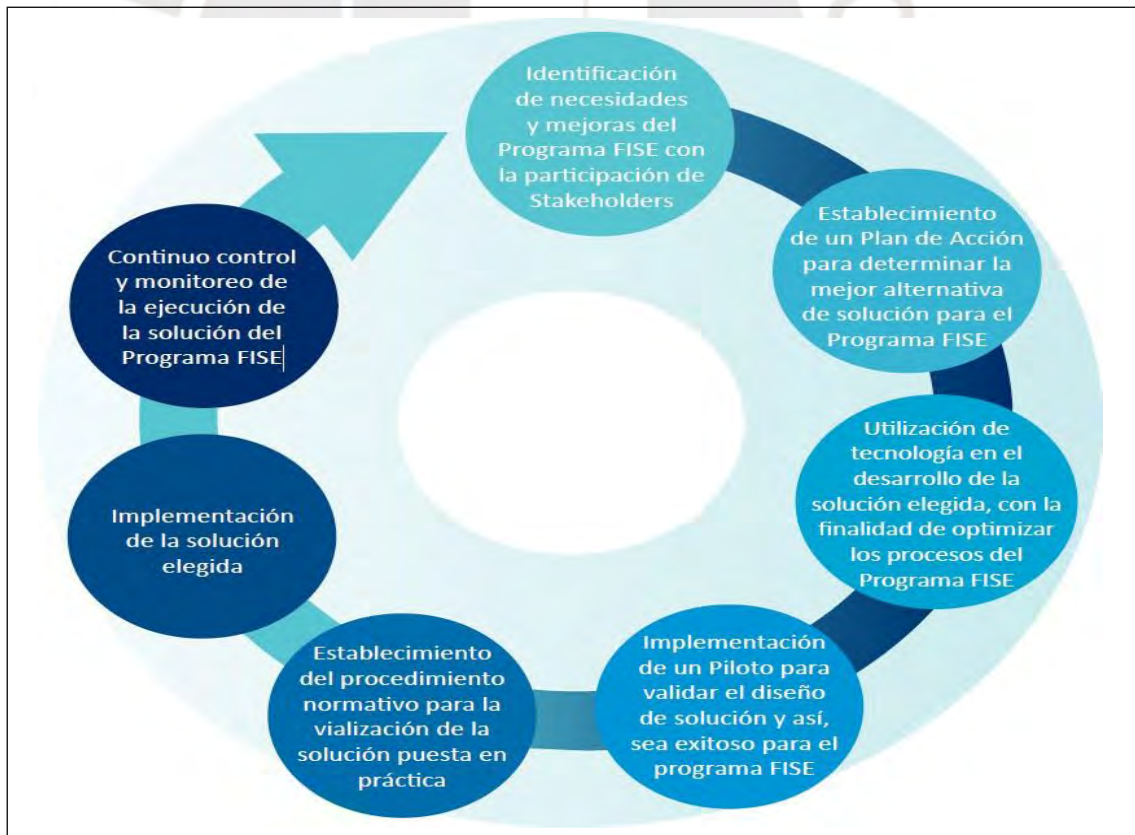 Identificación
de necesidades
y mejoras del
Programa FISE con
la participación de
Stakeholders
Establecimiento
de un Plan de Acción
para determinar la
mejor alternativa
de solución para el
Programa FISE
Utilización de
tecnología en el
desarrollo de la
solución elegida, con la
finalidad de optimizar
los procesos del
Programa FISE
Implementación
de un Piloto para
validar el diseño
de solución y así,
sea exitoso para el
programa FISE
Establecimiento
del procedimiento
normativo para la
vialización de la
solución puesta en
práctica
Implementación
de la solución
elegida
Continuo control
y monitoreo de
la ejecución de
la solución del
Programa FISE